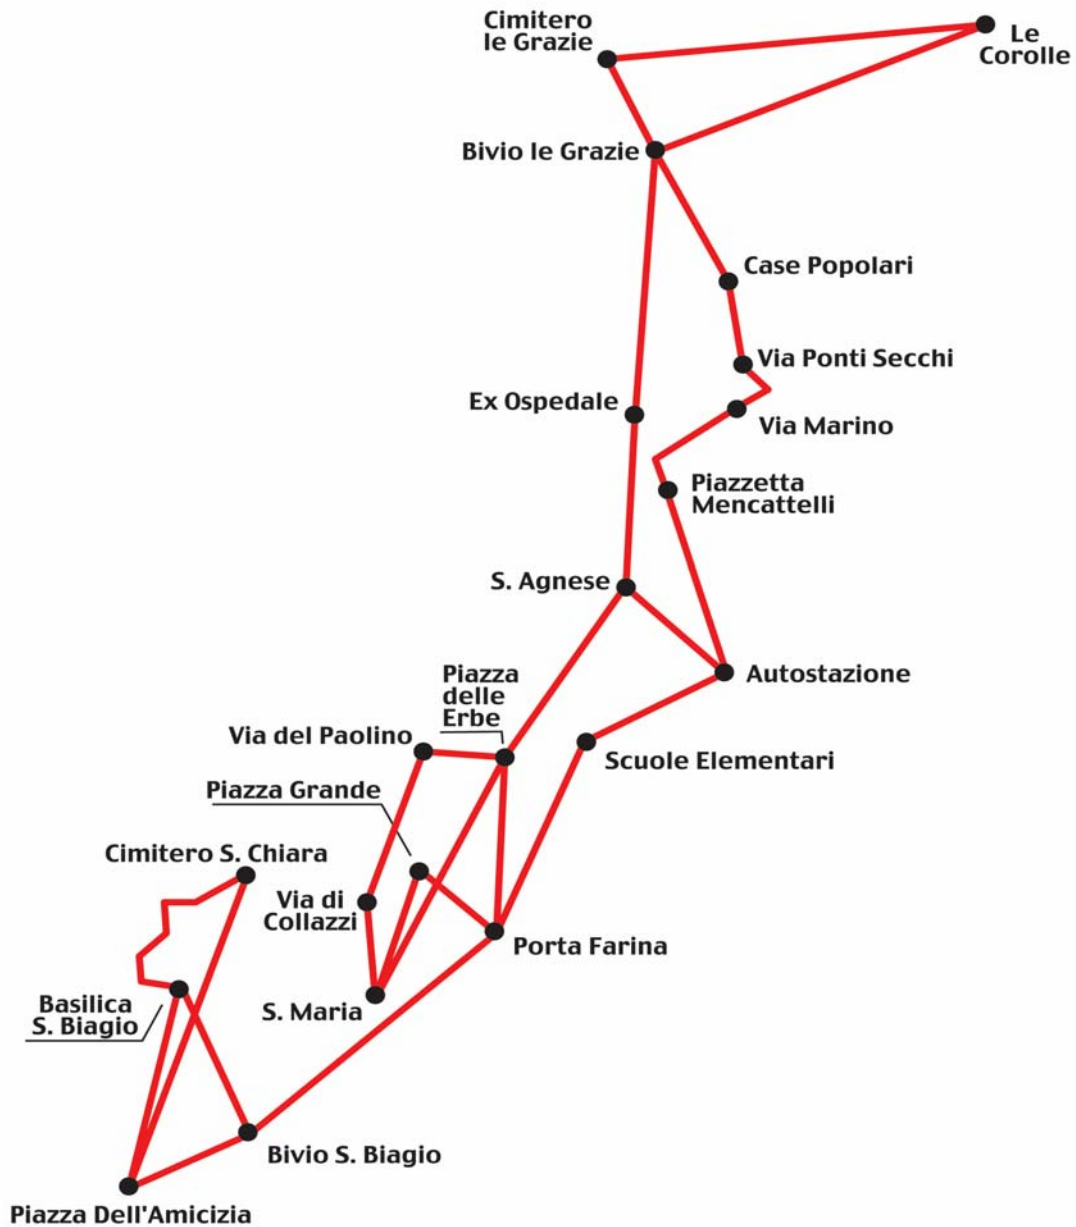 Cimitero
le Grazie
Le
Corolle
Bivio le Grazie
Case Popolari
Via Ponti Secchi
Ex Ospedale
Via Marino
Piazzetta
Mencattelli
S. Agnese
Piazza
delle
Erbe
Autostazione
Via del Paolino
Scuole Elementari
Piazza Grande
Cimitero S. Chiara
Via di
Collazzi
Porta Farina
Basilica
S. Biagio
S. Maria
Bivio S. Biagio
Piazza Dell'Amicizia